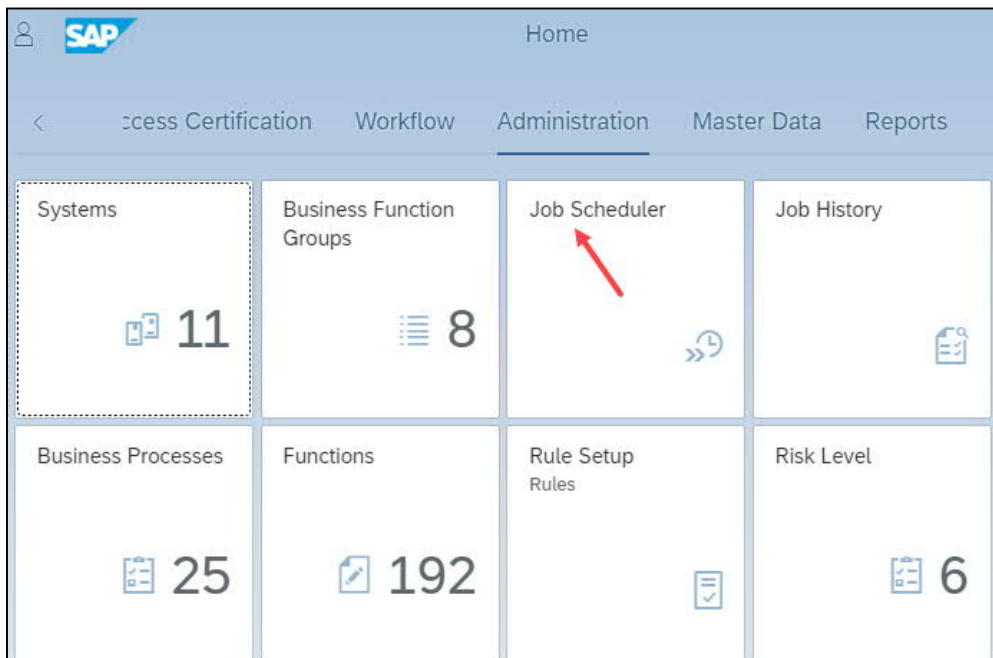 SAP
Home
ccess Certification Workflow Administration Master Data Reports
Systems
11
Business Function
Groups
8
Job Scheduler
Job History
Business Processes
25
Functions
192
Rule Setup
Rules
Risk Level
6